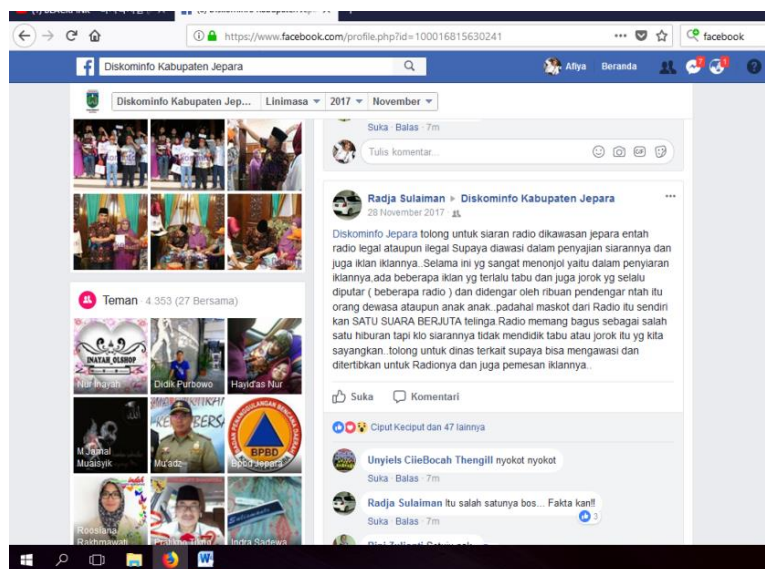 https://www.facebook.com/profile.php?id=100016815630241
facebook
Diskominfo Kabupaten Jepara
Afiya
Beranda
Diskominfo Kabupaten Jep...
Linimasa
2017
November
Suka · Balas · 7m
Tulis komentar...
GIF
Radja Sulaiman ▸ Diskominfo Kabupaten Jepara
28 November 2017
Diskominfo Jepara tolong untuk siaran radio dikawasan jepara entah
radio legal ataupun ilegal Supaya diawasi dalam penyajian siarannya dan
juga iklan iklannya..Selama ini yg sangat menonjol yaitu dalam penyiaran
iklannya,ada beberapa iklan yg terlalu tabu dan juga jorok yg selalu
diputar ( beberapa radio ) dan didengar oleh ribuan pendengar ntah itu
orang dewasa ataupun anak anak..padahal maskot dari Radio itu sendiri
kan SATU SUARA BERJUTA telinga.Radio memang bagus sebagai salah
satu hiburan tapi klo siarannya tidak mendidik tabu atau jorok itu yg kita
sayangkan..tolong untuk dinas terkait supaya bisa mengawasi dan
ditertibkan untuk Radionya dan juga pemesan iklannya..
Suka
Komentari
Ciput Keciput dan 47 lainnya
Unyiels CiieBocah Thengill nyokot nyokot
Suka · Balas · 7m
Radja Sulaiman Itu salah satunya bos... Fakta kan!!
3
Suka · Balas · 7m
Teman · 4.353 (27 Bersama)
INAYAH_OLSHOP
Nur Inayah
Didik Purbowo
Hayid'as Nur
M Jamal
Muaisyik
Mu'adz
BPBD
Bpbd Jepara
Roosiana
Rakhmawati
Indra Sadewa